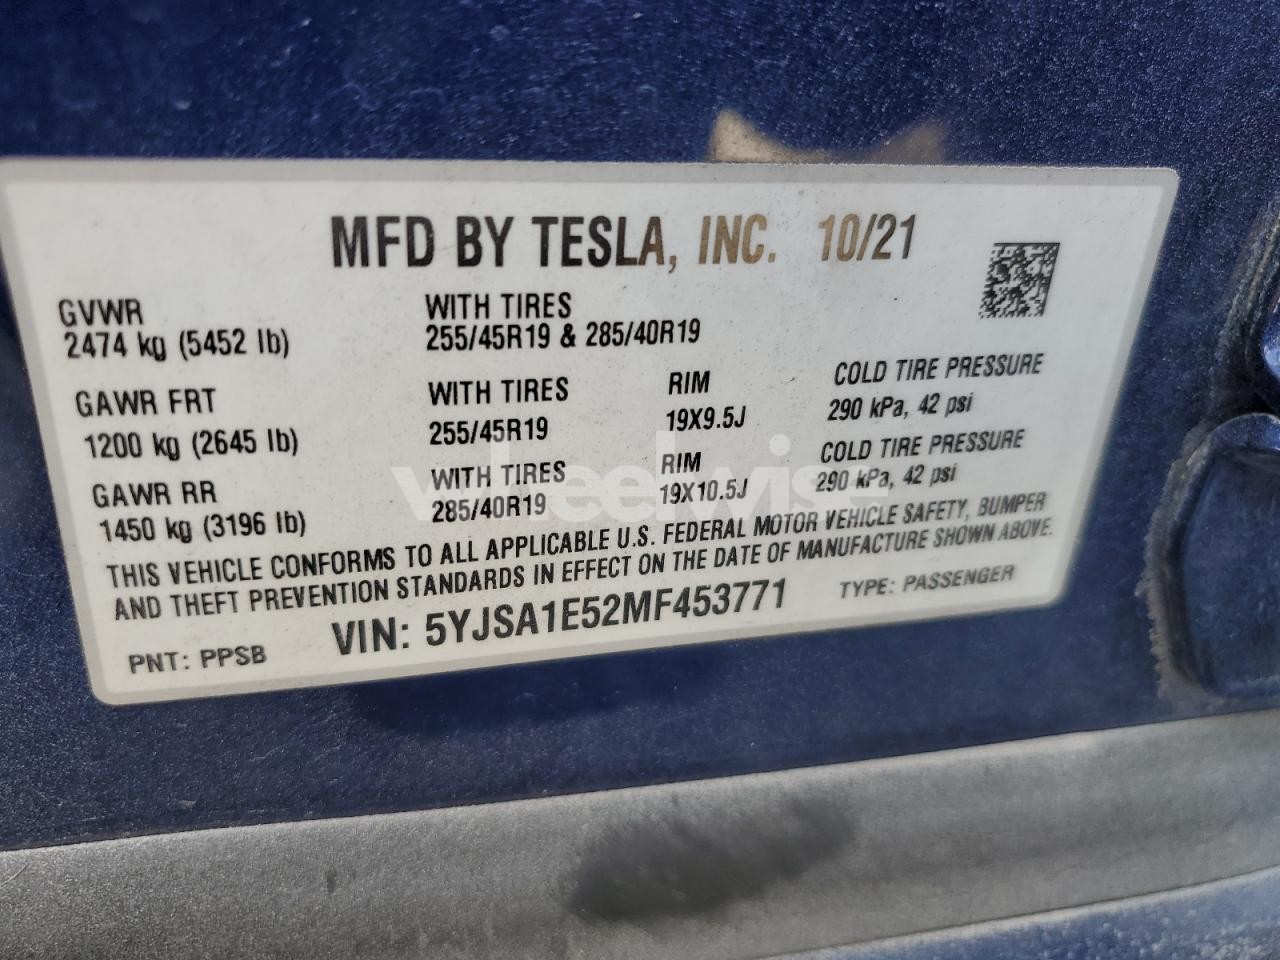 MFD BY TESLA, INC. 10/21
GVWR
2474 kg (5452 lb)
WITH TIRES
255/45R19 & 285/40R19
GAWR FRT
1200 kg (2645 lb)
WITH TIRES
255/45R19
RIM
19X9.5J
COLD TIRE PRESSURE
290 kPa, 42 psi
GAWR RR
1450 kg (3196 lb)
WITH TIRES
285/40R19
RIM
19X10.5J
COLD TIRE PRESSURE
290 kPa, 42 psi
wheelwise
THIS VEHICLE CONFORMS TO ALL APPLICABLE U.S. FEDERAL MOTOR VEHICLE SAFETY, BUMPER
AND THEFT PREVENTION STANDARDS IN EFFECT ON THE DATE OF MANUFACTURE SHOWN ABOVE.
PNT: PPSB
VIN: 5YJSA1E52MF453771
TYPE: PASSENGER